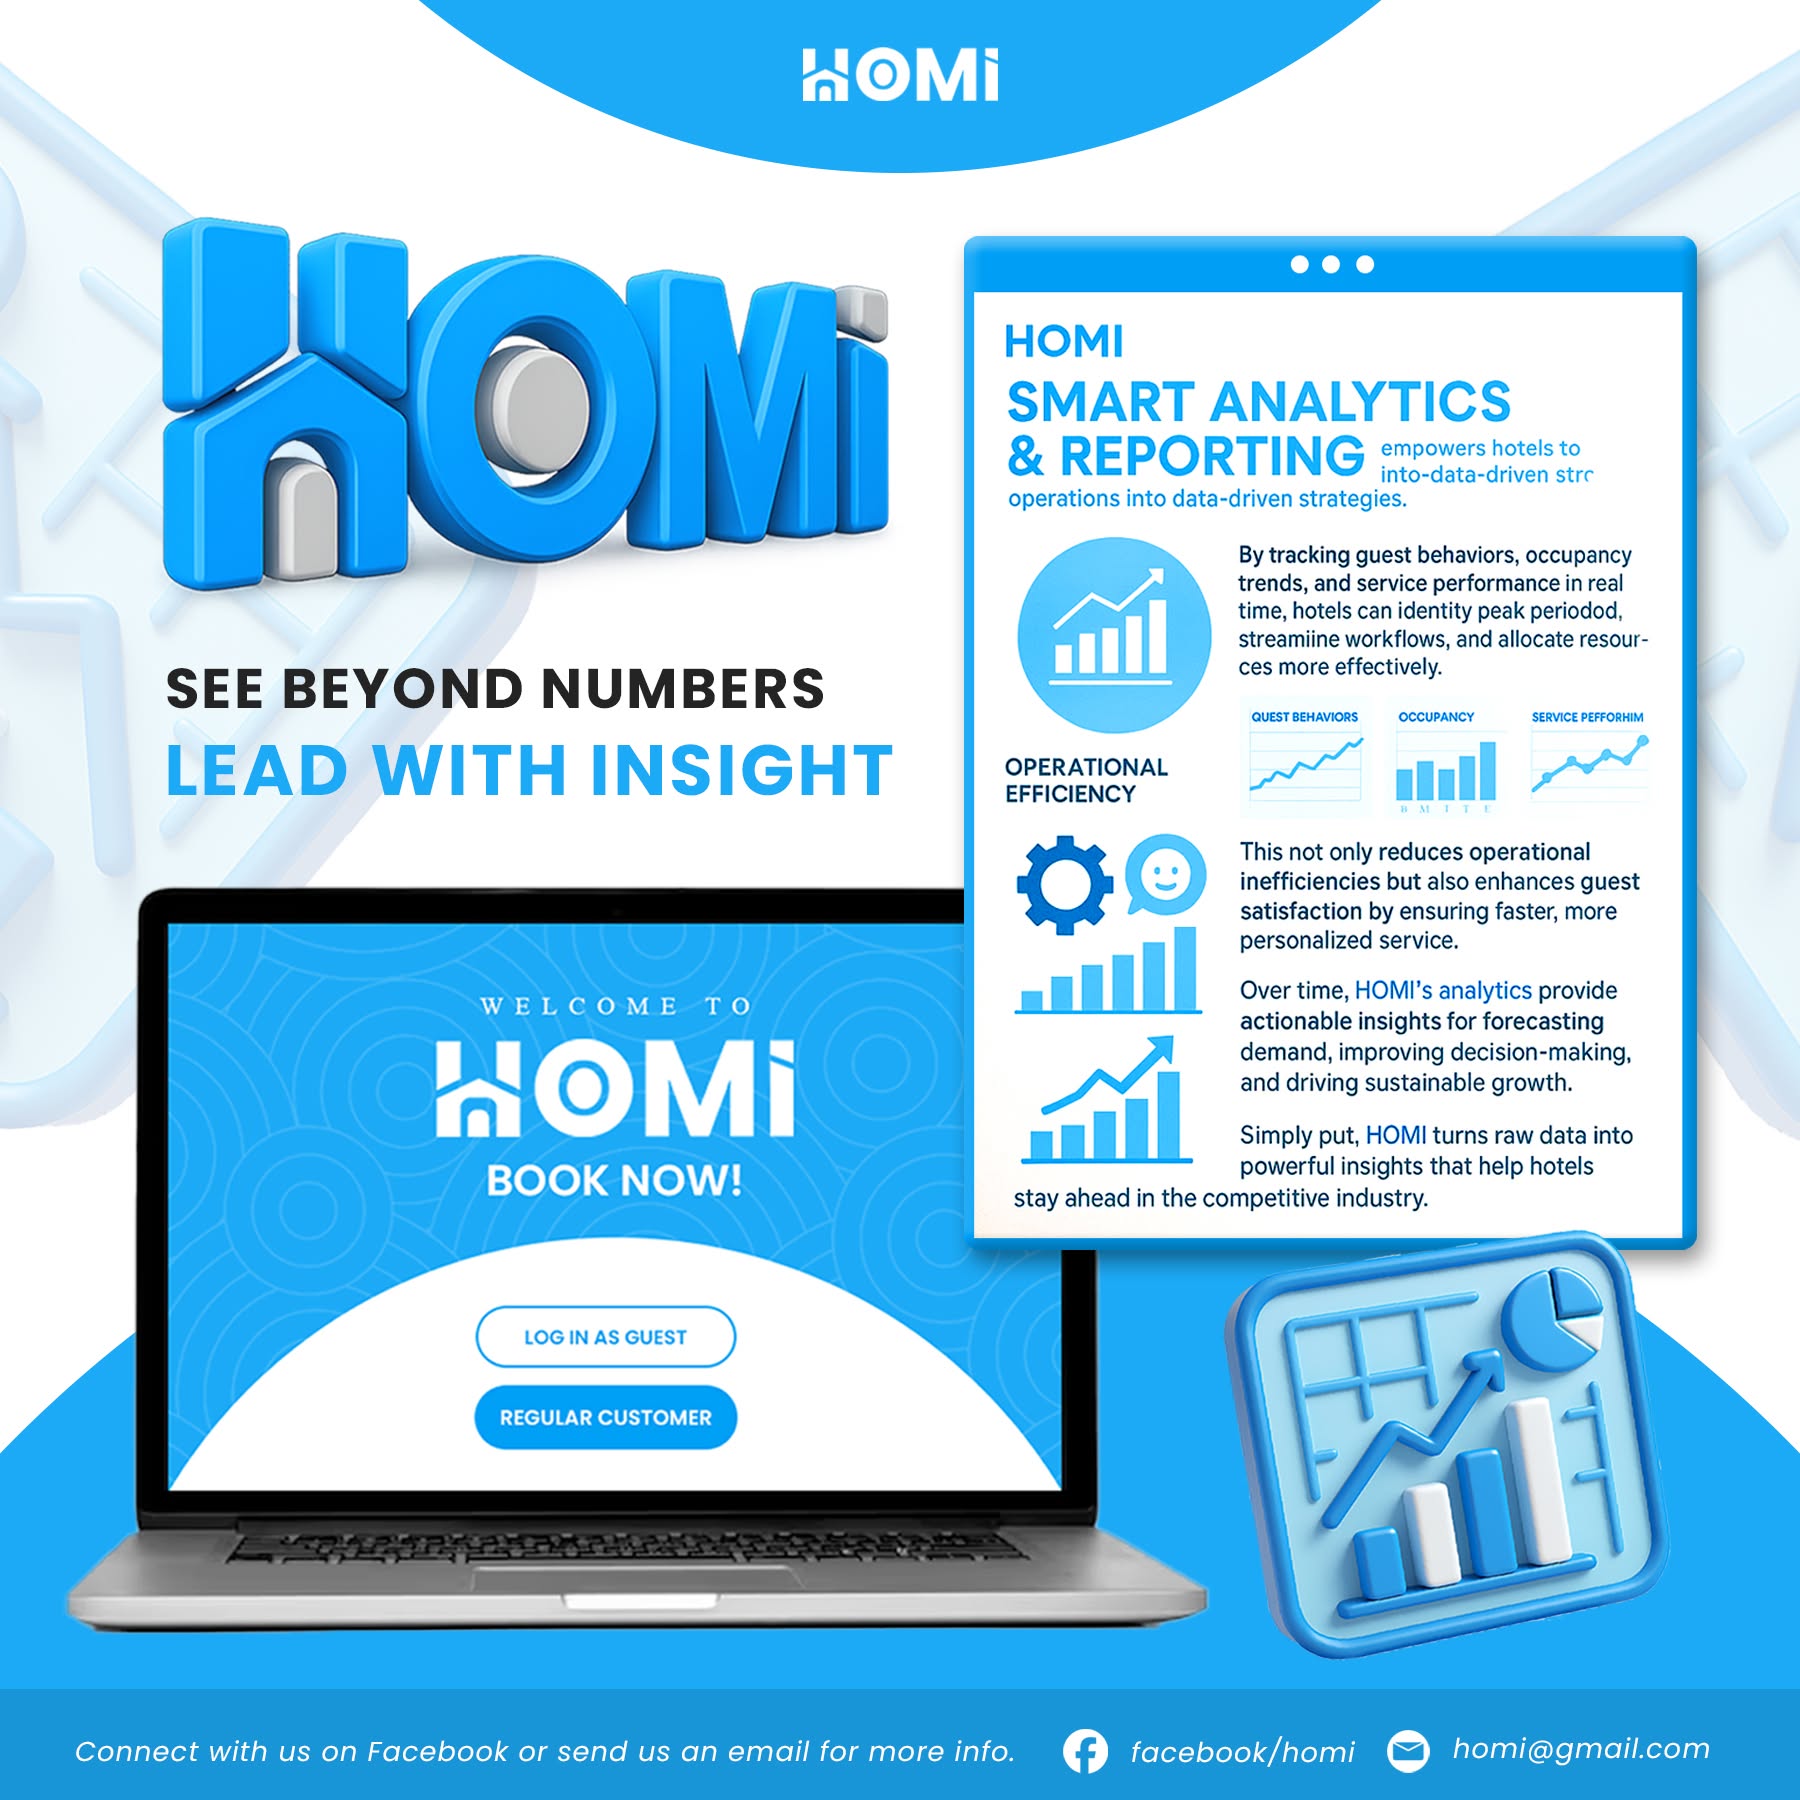 HOMi
HOMi
SEE BEYOND NUMBERS
LEAD WITH INSIGHT
HOMI
SMART ANALYTICS
& REPORTING empowers hotels to
into-data-driven strc
operations into data-driven strategies.
By tracking guest behaviors, occupancy
trends, and service performance in real
time, hotels can identity peak periodod,
streamiine workflows, and allocate resour-
ces more effectively.
QUEST BEHAVIORS
OCCUPANCY
SERVICE PEFFORHIM
B M I T E
OPERATIONAL
EFFICIENCY
This not only reduces operational
inefficiencies but also enhances guest
satisfaction by ensuring faster, more
personalized service.
Over time, HOMI's analytics provide
actionable insights for forecasting
demand, improving decision-making,
and driving sustainable growth.
Simply put, HOMI turns raw data into
powerful insights that help hotels
stay ahead in the competitive industry.
WELCOME TO
HOMi
BOOK NOW!
LOG IN AS GUEST
REGULAR CUSTOMER
Connect with us on Facebook or send us an email for more info.
facebook/homi
homi@gmail.com